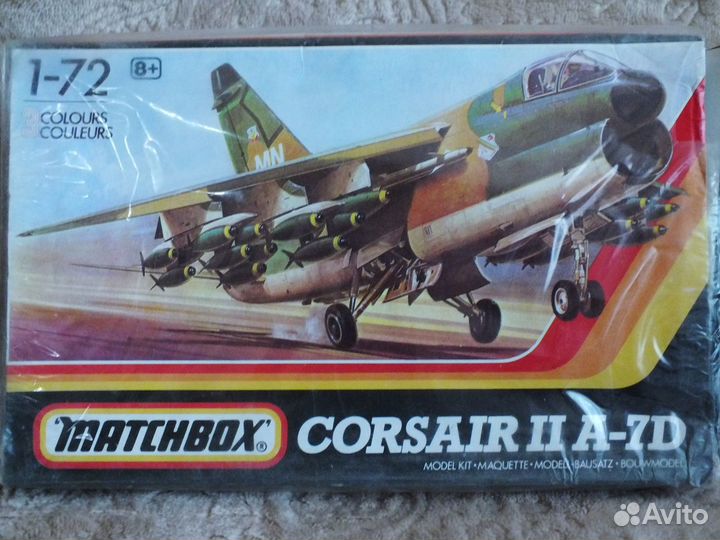 1-72
8+
COLOURS
COULEURS
MN
'MATCHBOX'®
CORSAIR II A-7D
MODEL KIT • MAQUETTE • MODELL-BAUSATZ • BOUWMODEL
Avito